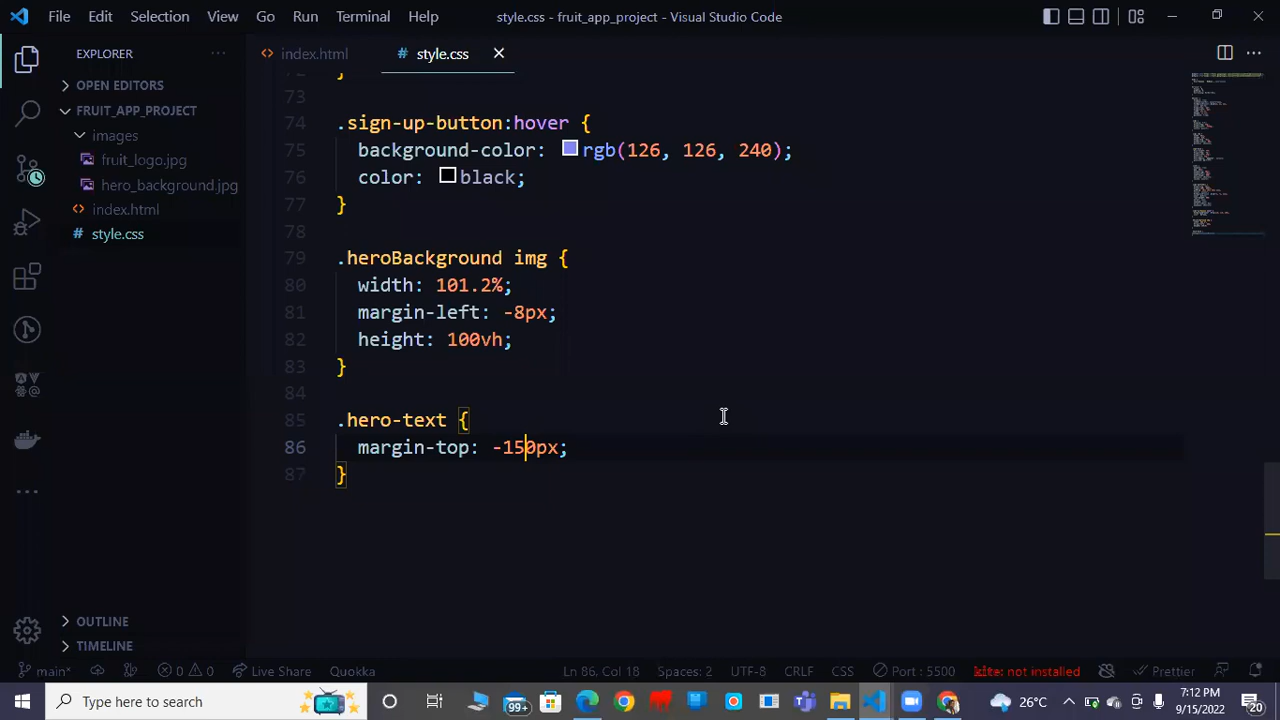 File Edit Selection View Go Run Terminal Help style.css - fruit_app_project - Visual Studio Code
EXPLORER ...
index.html
style.css
OPEN EDITORS
FRUIT_APP_PROJECT
images
fruit_logo.jpg
hero_background.jpg
index.html
style.css
OUTLINE
TIMELINE
72 }
73
74 .sign-up-button:hover {
75 background-color: rgb(126, 126, 240);
76 color: black;
77 }
78
79 .heroBackground img {
80 width: 101.2%;
81 margin-left: -8px;
82 height: 100vh;
83 }
84
85 .hero-text {
86 margin-top: -150px;
87 }
main* 0 0 Live Share Quokka Ln 86, Col 18 Spaces: 2 UTF-8 CRLF CSS Port : 5500 kite: not installed Prettier
Type here to search 99+ 26°C 7:12 PM
9/15/2022 20